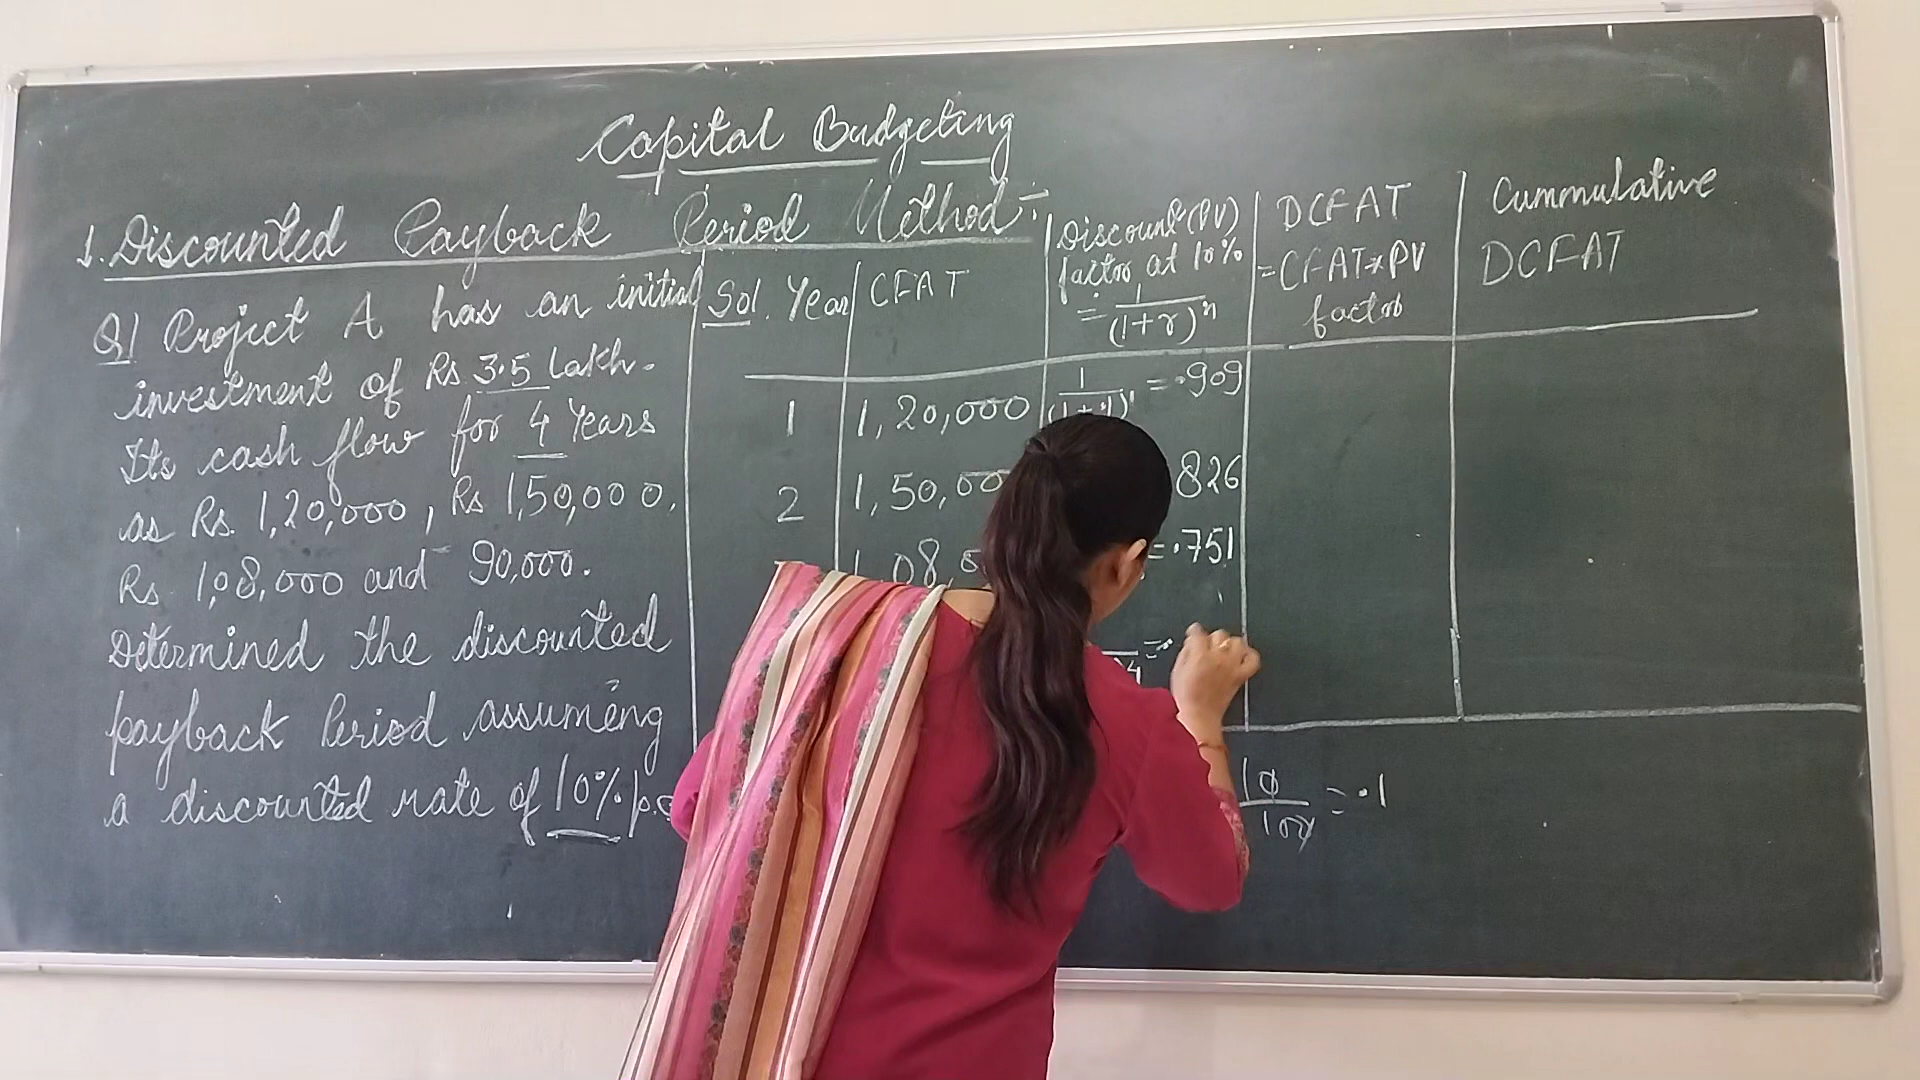 Capital Budgeting
1. Discounted Payback Period Method :-
Q1 Project A has an initial
investment of Rs 3.5 Lakh.
Its cash flow for 4 Years
as Rs. 1,20,000, Rs 1,50,000,
Rs 1,08,000 and 90,000.
Determined the discounted
payback Period assuming
a discounted rate of 10% p.a
Sol. Year
CFAT
Discount (PV)
factor at 10%
= 1/(1+r)^n
DCFAT
= CFAT*PV
factor
Cummulative
DCFAT
1 1,20,000 1/(1+.1)^1 = .909
2 1,50,000 826
1,08,0 = .751
4 = .
10/100 = .1